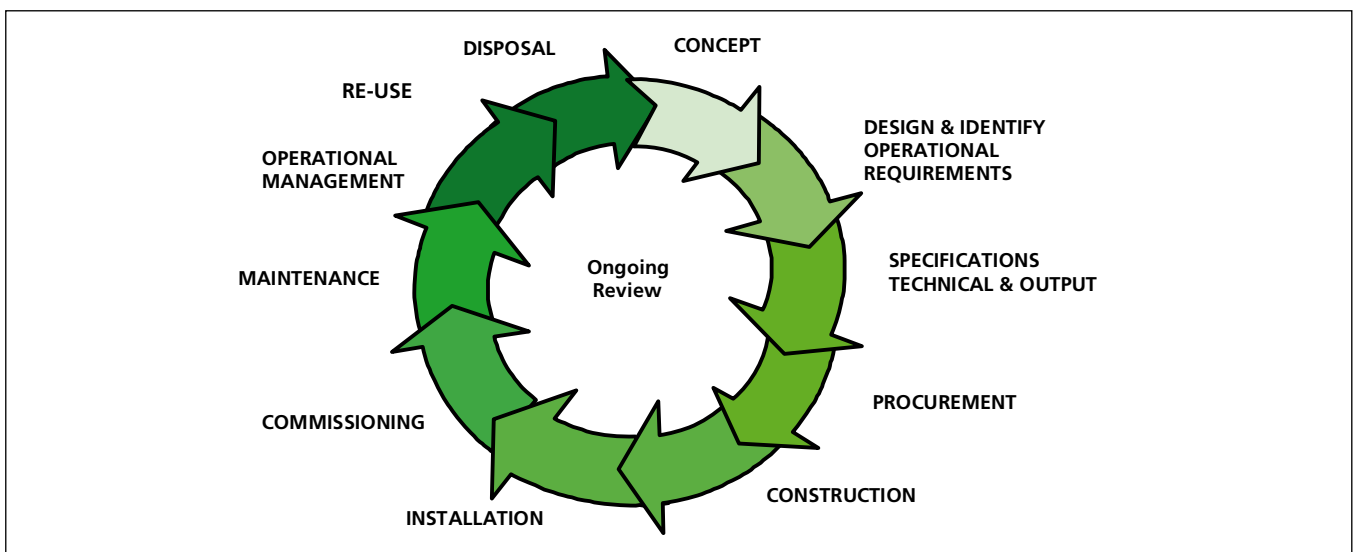 CONCEPT
DESIGN & IDENTIFY
OPERATIONAL
REQUIREMENTS
SPECIFICATIONS
TECHNICAL & OUTPUT
PROCUREMENT
CONSTRUCTION
INSTALLATION
COMMISSIONING
MAINTENANCE
OPERATIONAL
MANAGEMENT
RE-USE
DISPOSAL
Ongoing
Review